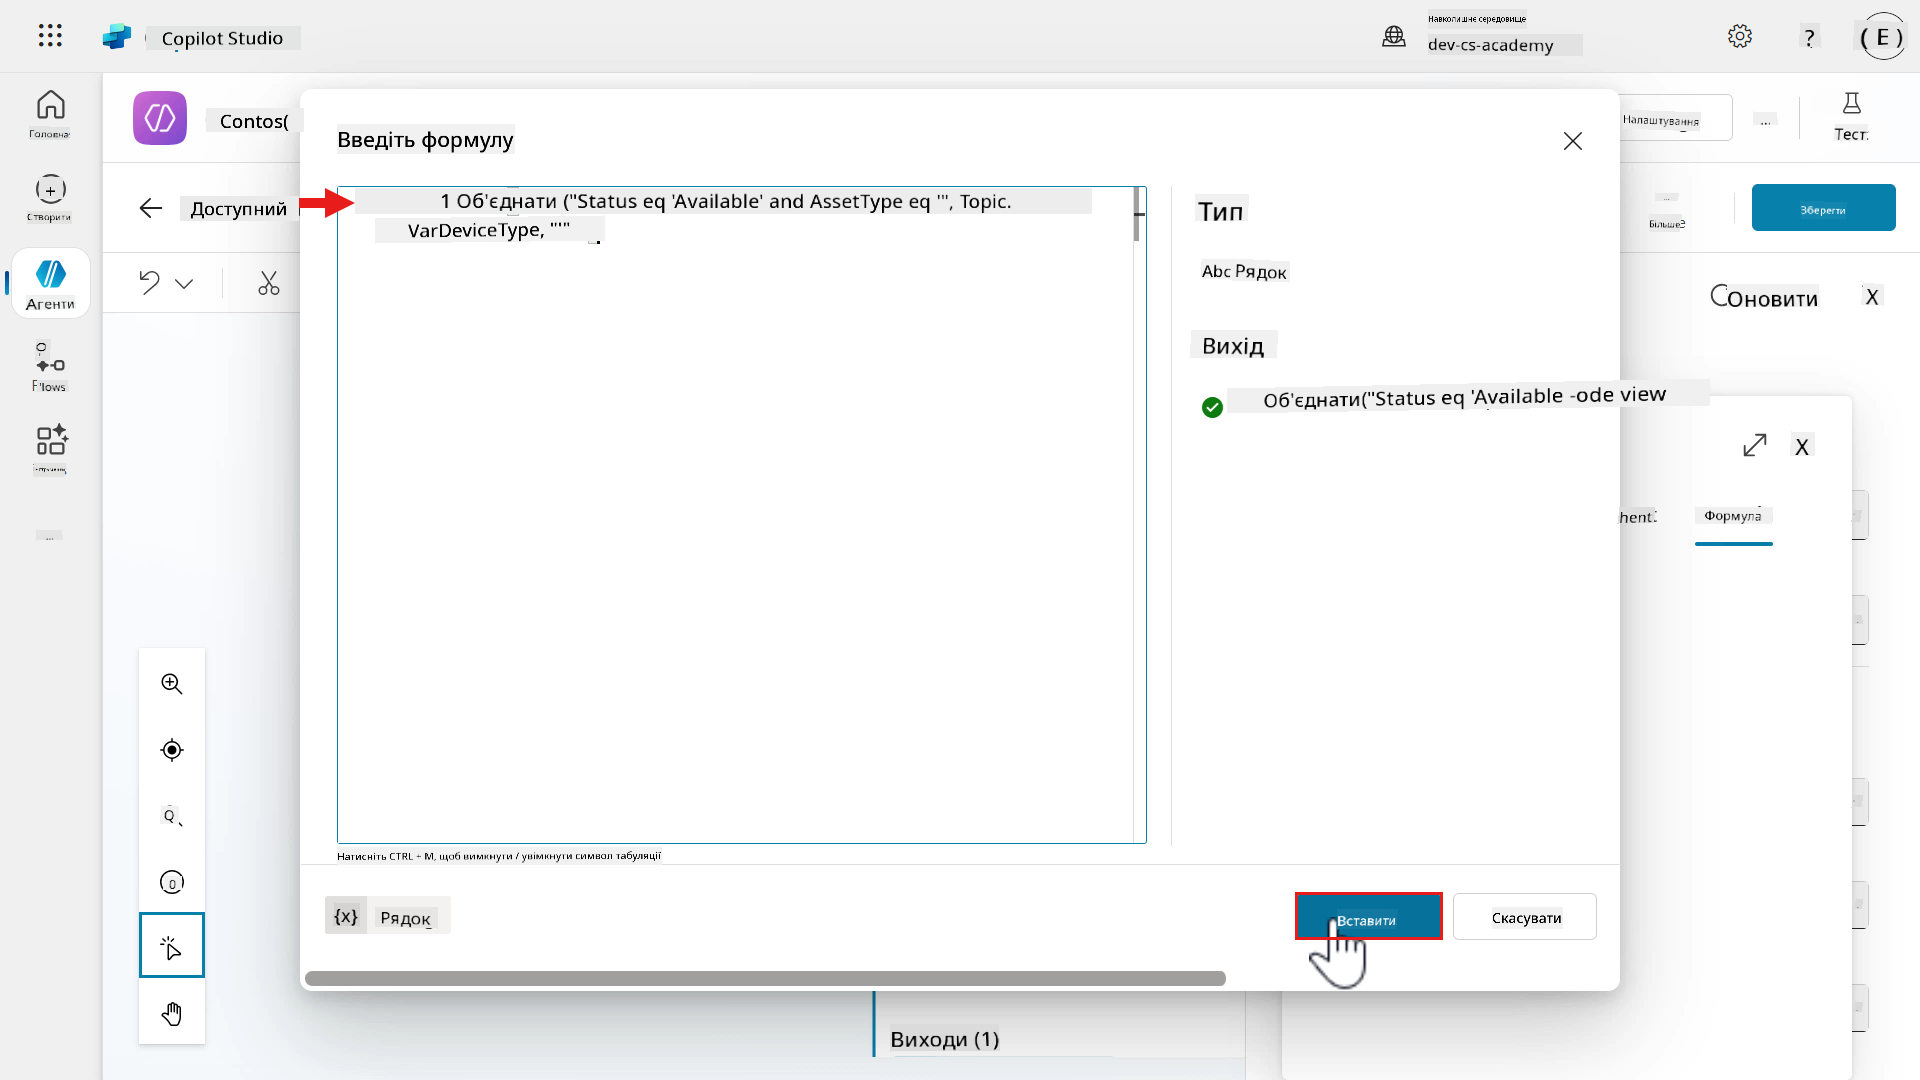 Copilot Studio
Навколишнє середовище
dev-cs-academy
?
( E )
Головна
Contos(
Введіть формулу
Налаштування
...
Тест.
Створити
Доступний
1 Об'єднати ("Status eq 'Available' and AssetType eq '", Topic.
VarDeviceType, "'"
Тип
Більше
Зберегти
Abc Рядок
Агенти
Оновити
X
Вихід
Flows
Об'єднати("Status eq 'Available -ode view
X
Формула
...
Натисніть CTRL + M, щоб вимкнути / увімкнути символ табуляції
{x} Рядок
Вставити
Скасувати
Виходи (1)